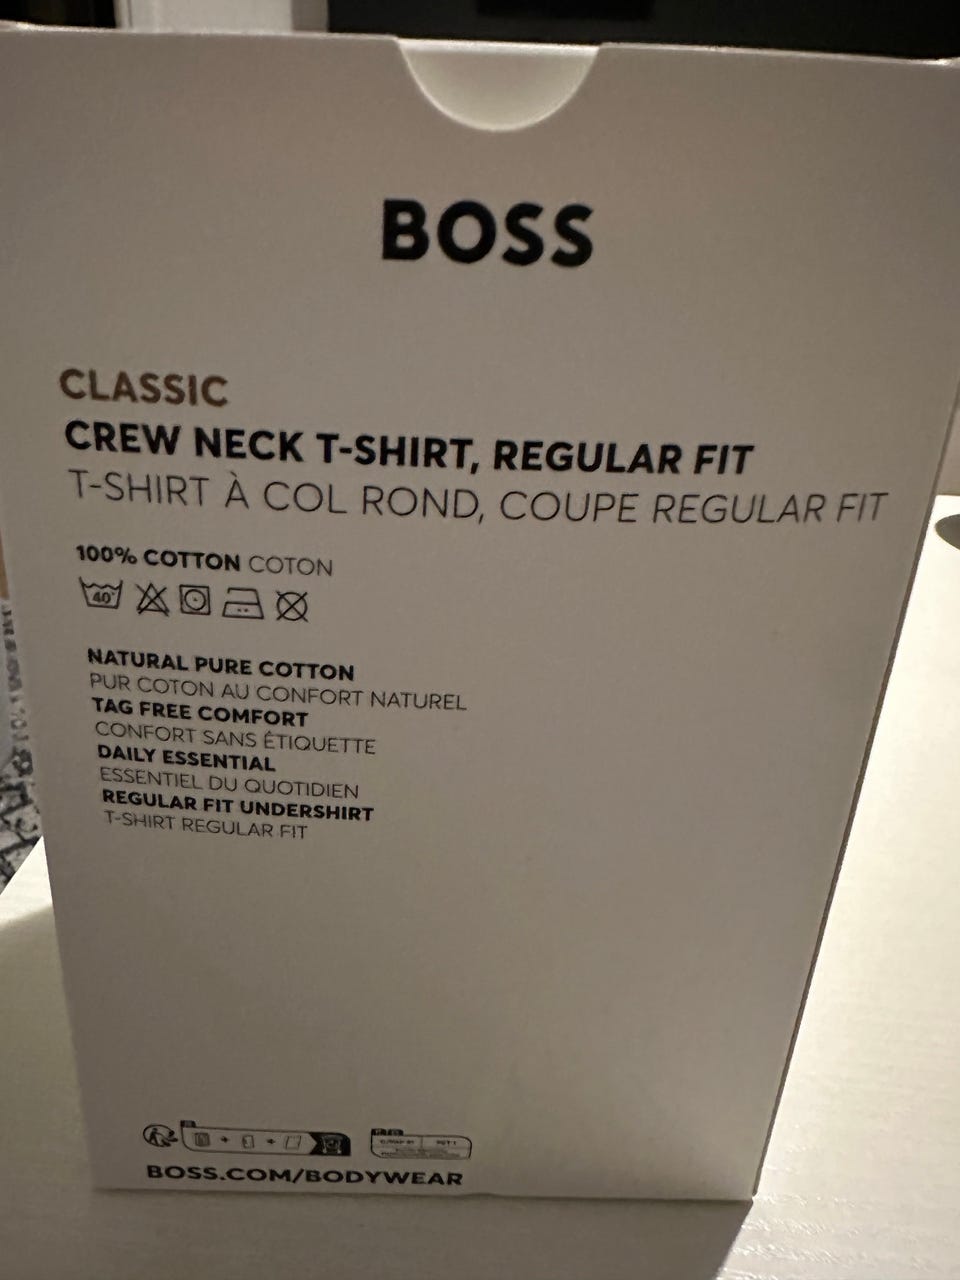 BOSS
CLASSIC
CREW NECK T-SHIRT, REGULAR FIT
T-SHIRT À COL ROND, COUPE REGULAR FIT
100% COTTON COTON
40
NATURAL PURE COTTON
PUR COTON AU CONFORT NATUREL
TAG FREE COMFORT
CONFORT SANS ÉTIQUETTE
DAILY ESSENTIAL
ESSENTIEL DU QUOTIDIEN
REGULAR FIT UNDERSHIRT
T-SHIRT REGULAR FIT
BOSS.COM/BODYWEAR